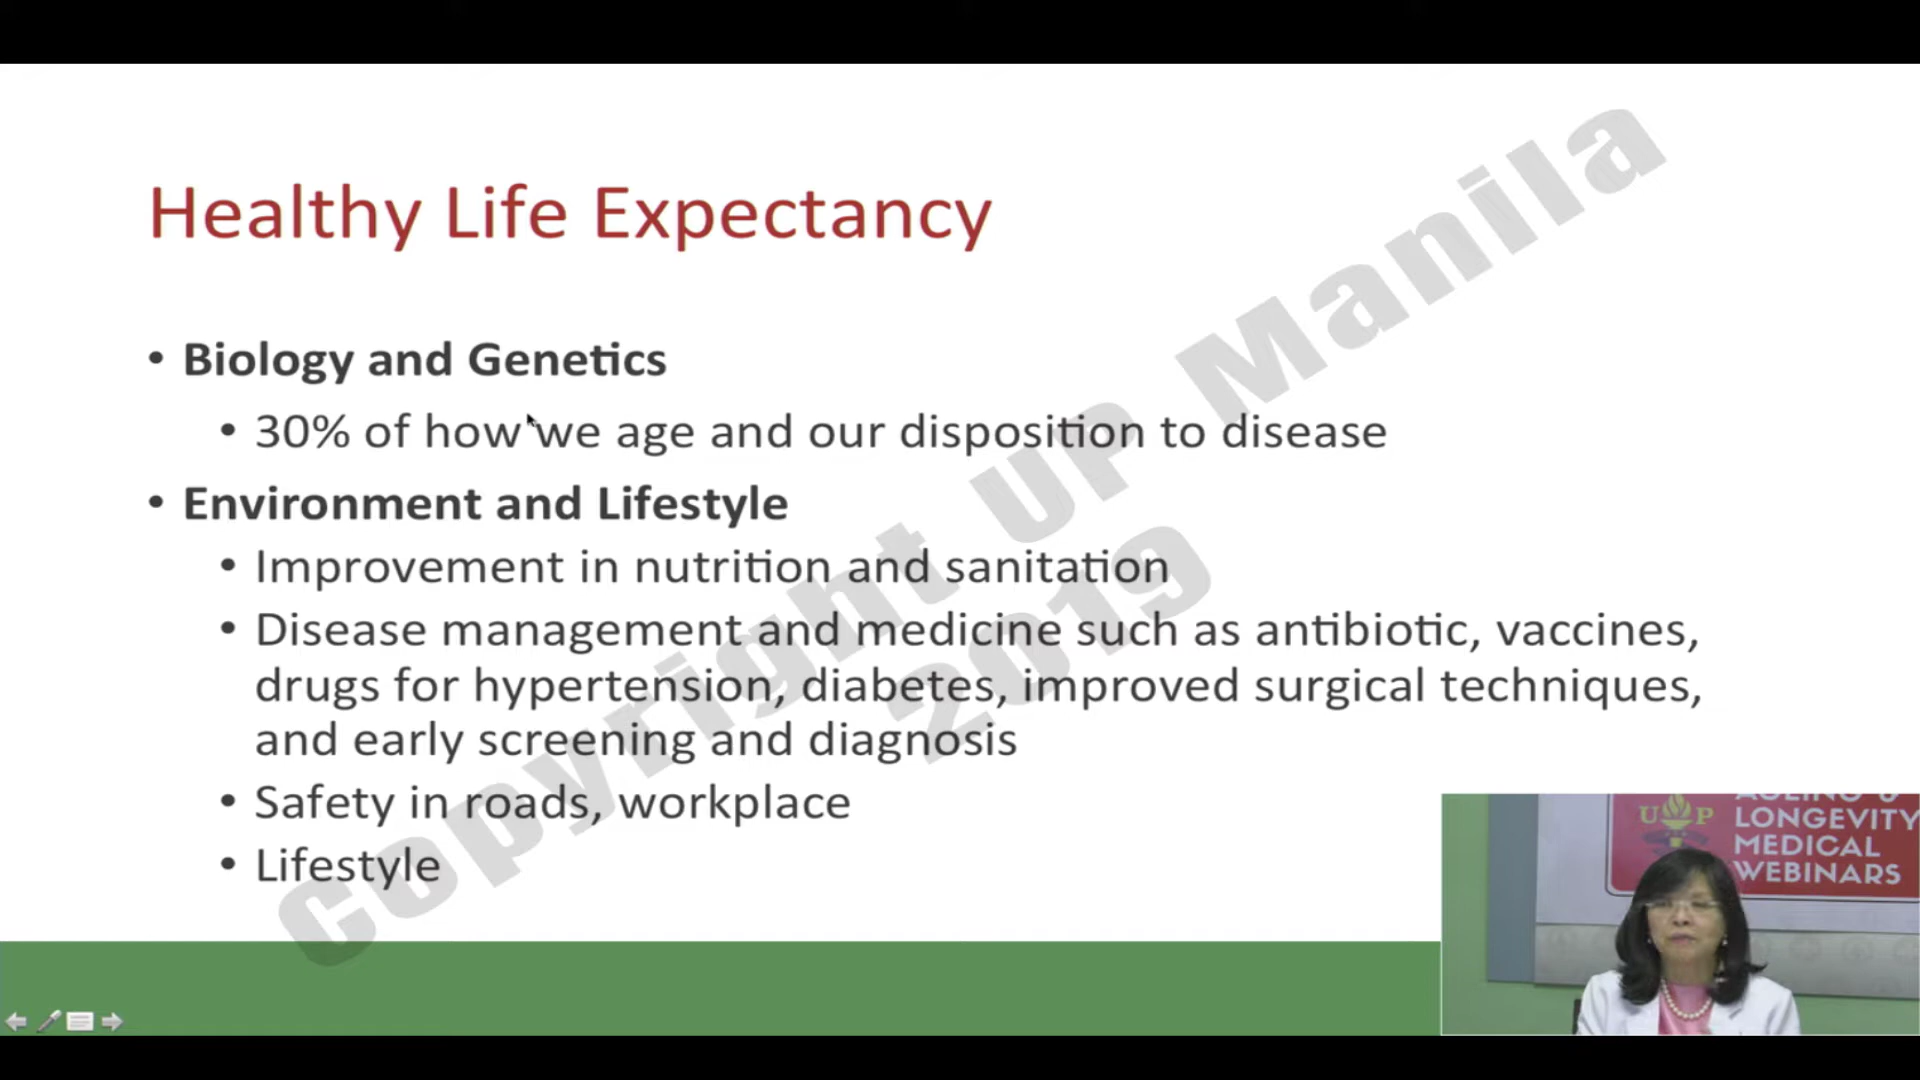 Healthy Life Expectancy
• Biology and Genetics
• 30% of how we age and our disposition to disease
• Environment and Lifestyle
• Improvement in nutrition and sanitation
• Disease management and medicine such as antibiotic, vaccines,
drugs for hypertension, diabetes, improved surgical techniques,
and early screening and diagnosis
• Safety in roads, workplace
• Lifestyle
Copyright UP Manila
2019
U P
AGEING &
LONGEVITY
MEDICAL
WEBINARS